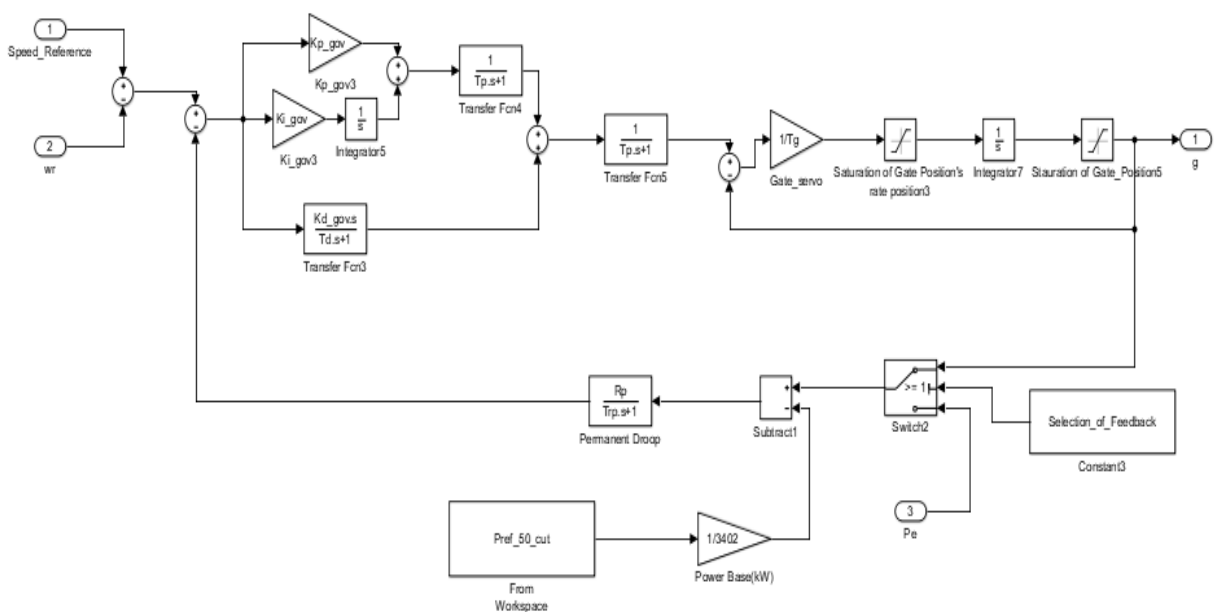 1
Speed_Reference
2
wr
+
−
+
−
Kp_gov
Kp_gov3
Ki_gov
Ki_gov3
1
s
Integrator5
+
+
1
Tp.s+1
Transfer Fcn4
Kd_gov.s
Td.s+1
Transfer Fcn3
+
+
1
Tp.s+1
Transfer Fcn5
+
−
1/Tg
Gate_servo
Saturation of Gate Position's
rate position3
1
s
Integrator7
Stauration of Gate_Position5
1
g
Rp
Trp.s+1
Permanent Droop
+
−
Subtract1
>= 1
Switch2
Selection_of_Feedback
Constant3
3
Pe
Pref_50_cut
From
Workspace
1/3402
Power Base(kW)